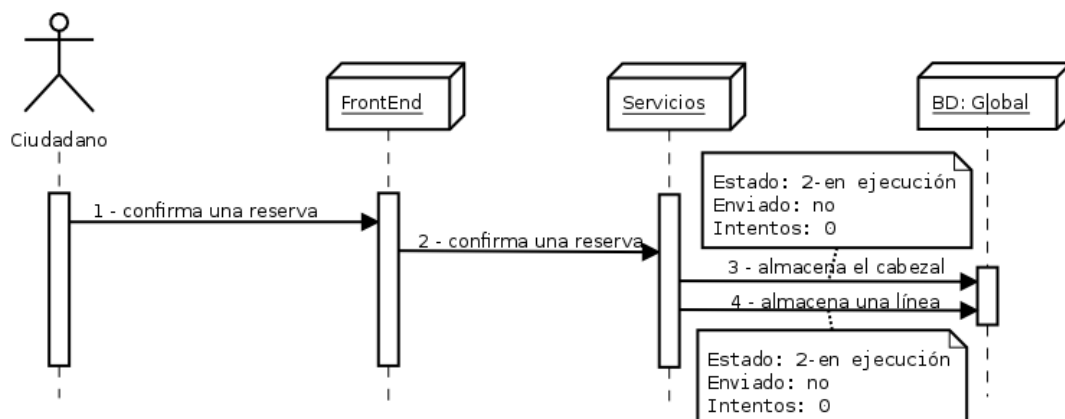 Ciudadano
FrontEnd
Servicios
BD: Global
1 - confirma una reserva
2 - confirma una reserva
Estado: 2-en ejecución
Enviado: no
Intentos: 0
3 - almacena el cabezal
4 - almacena una línea
Estado: 2-en ejecución
Enviado: no
Intentos: 0